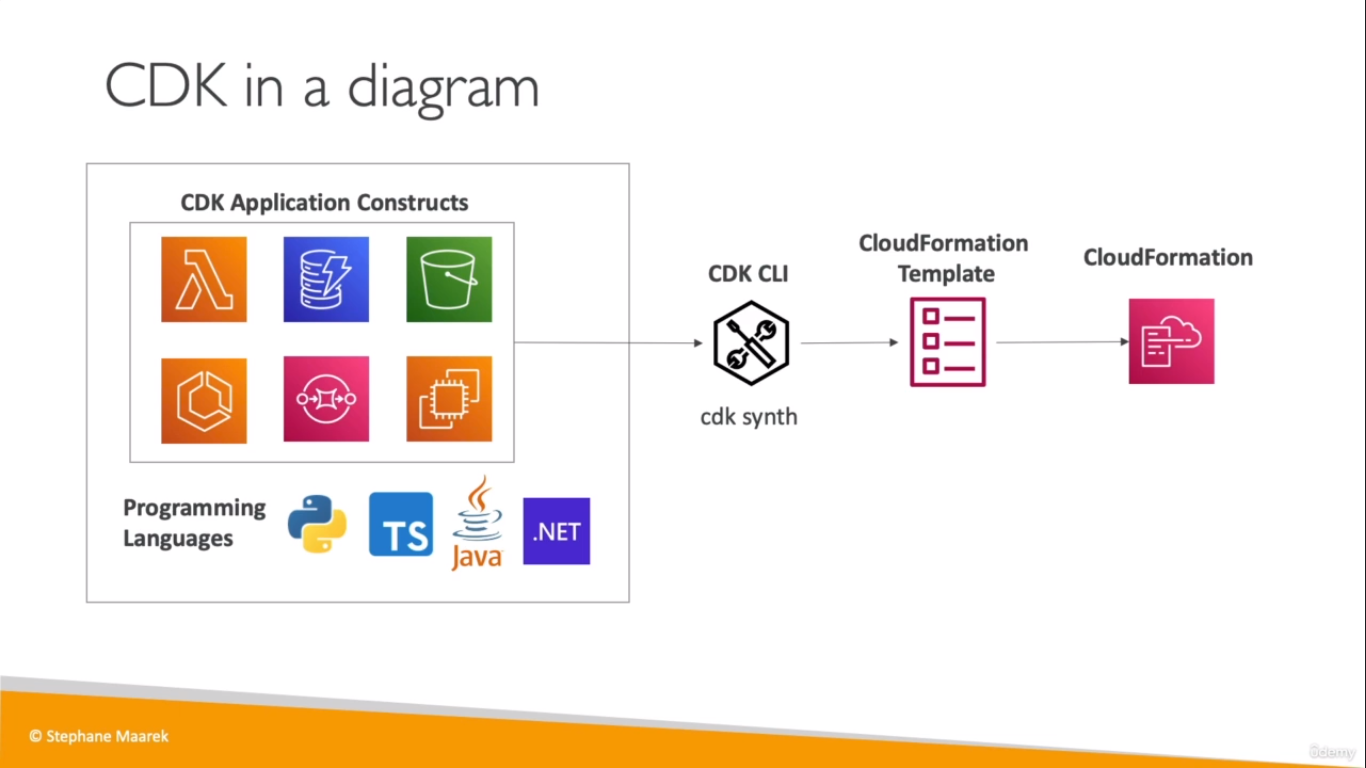 CDK in a diagram
CDK Application Constructs
Programming
Languages
TS
Java
.NET
CDK CLI
cdk synth
CloudFormation
Template
CloudFormation
© Stephane Maarek
ûdemy